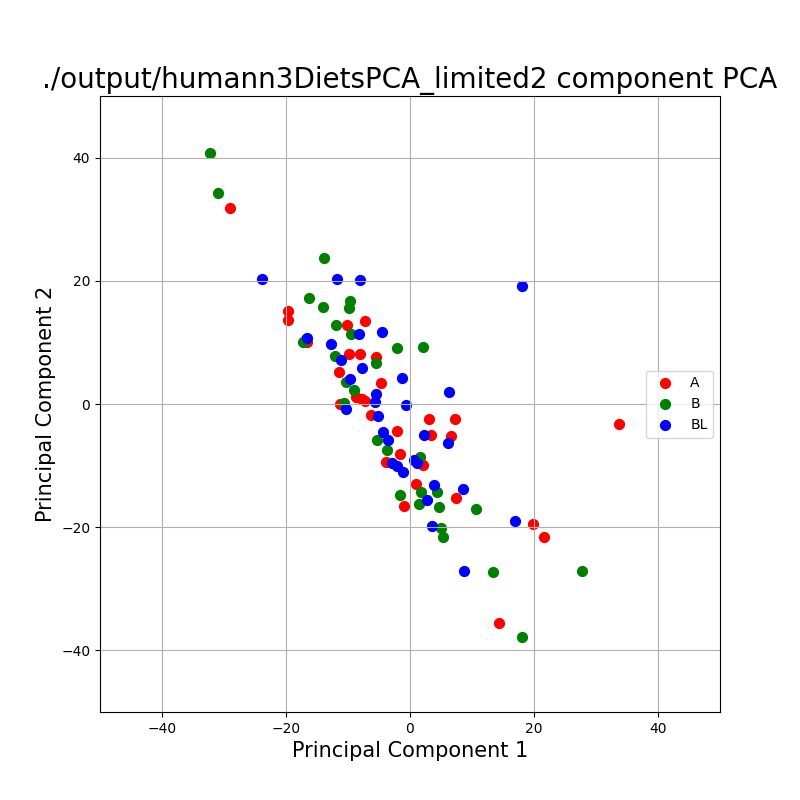 ./output/humann3DietsPCA_limited2 component PCA
Principal Component 2
40
20
0
−20
−40
A
B
BL
−40
−20
0
20
40
Principal Component 1